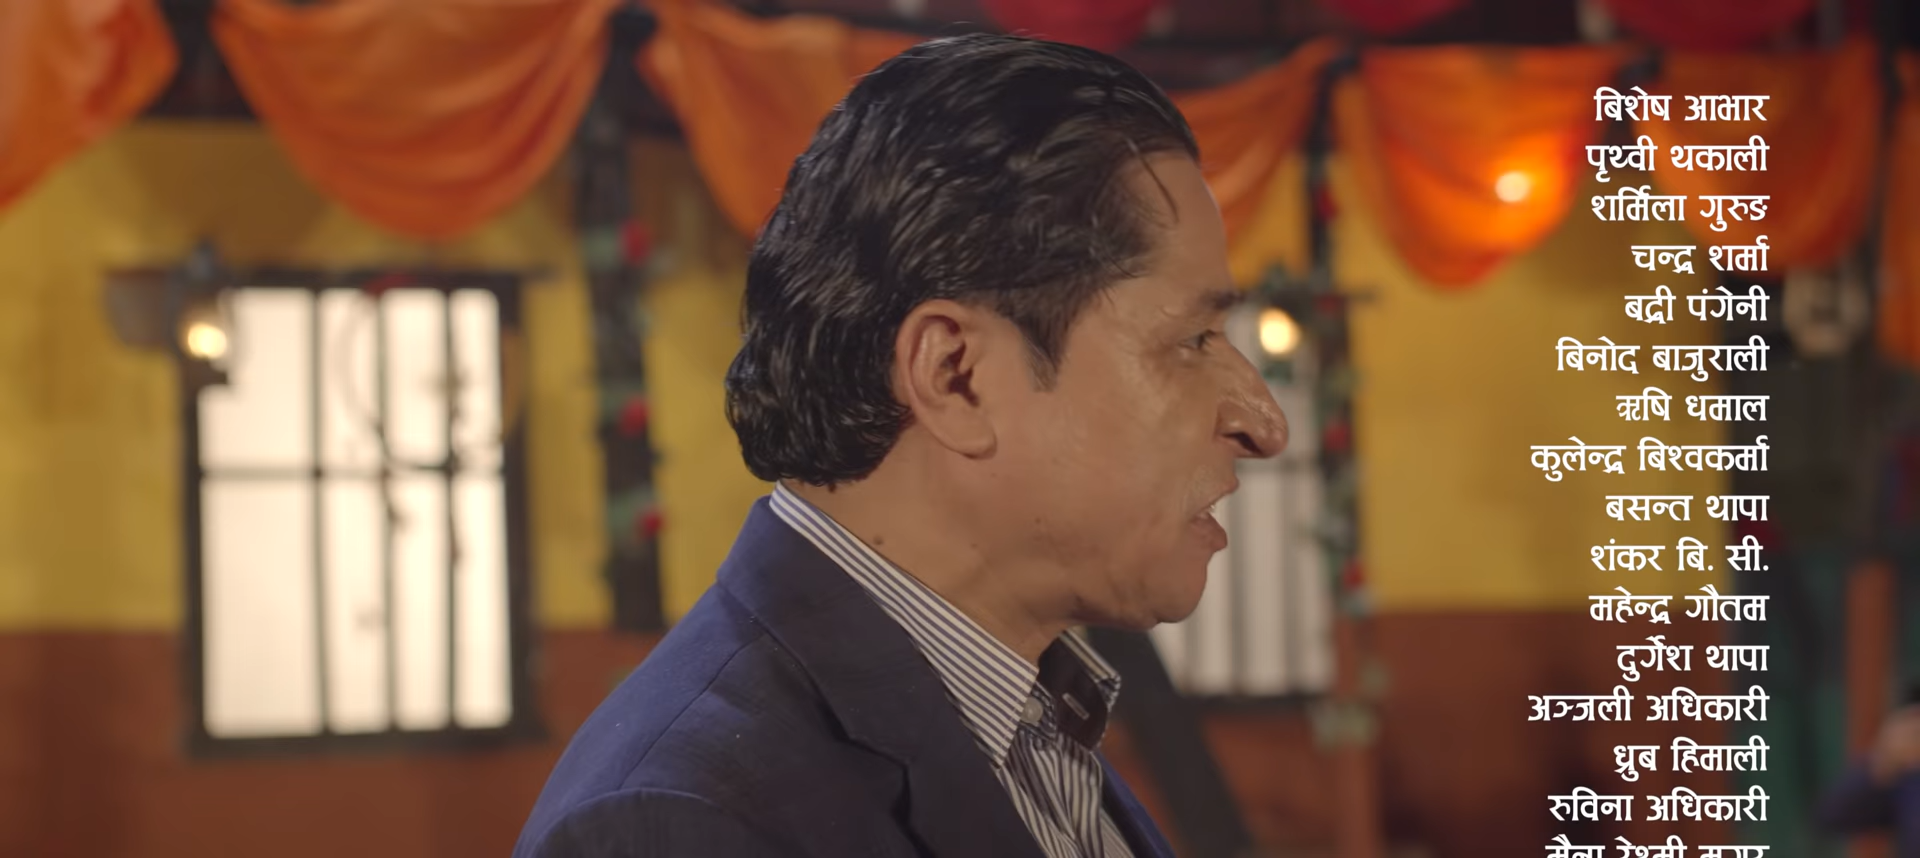 बिशेष आभार
पृथ्वी थकाली
शर्मिला गुरुङ
चन्द्र शर्मा
बद्री पंगेनी
बिनोद बाजुराली
ऋषि धमाल
कुलेन्द्र बिश्वकर्मा
बसन्त थापा
शंकर बि. सी.
महेन्द्र गौतम
दुर्गेश थापा
अञ्जली अधिकारी
ध्रुब हिमाली
रुविना अधिकारी